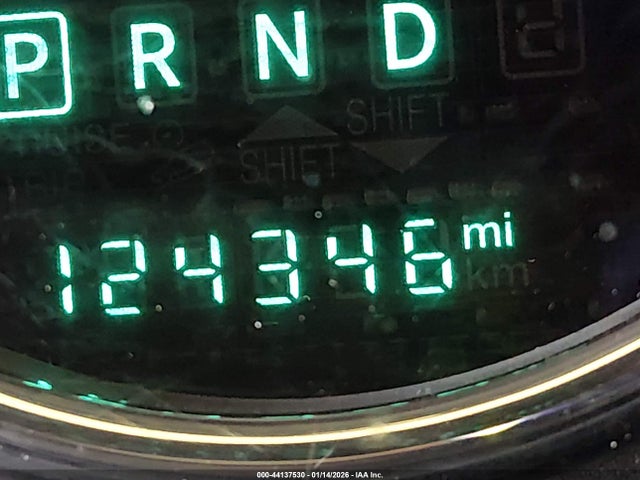 P R N D
SHIFT
SHIFT
124346 mi
km
000-44137530 - 01/14/2026 - IAA Inc.